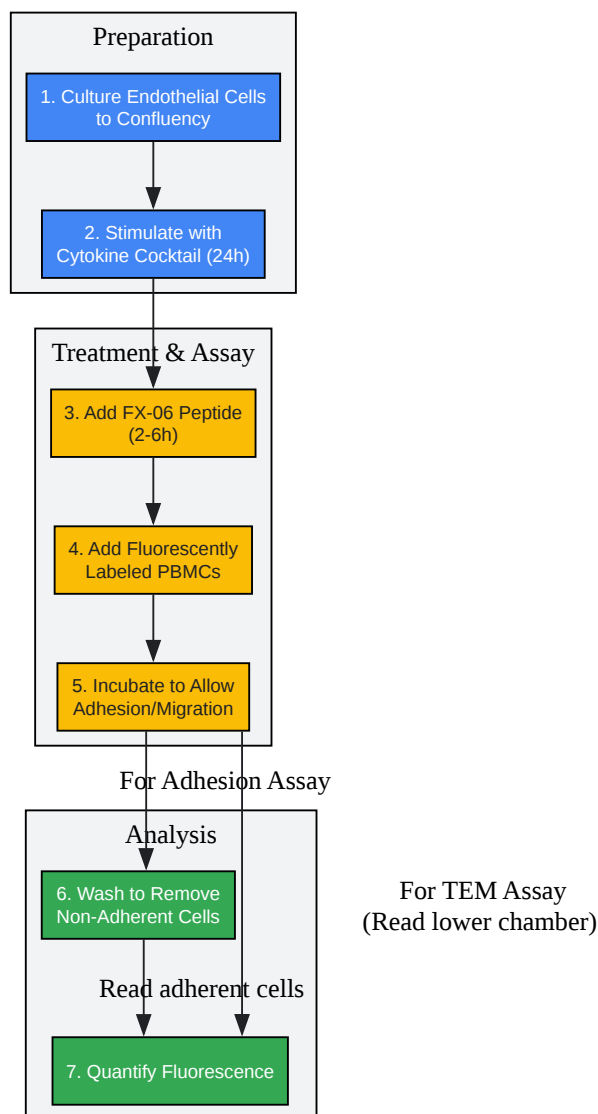 Preparation
1. Culture Endothelial Cells
to Confluency
2. Stimulate with
Cytokine Cocktail (24h)
Treatment & Assay
3. Add FX-06 Peptide
(2-6h)
4. Add Fluorescently
Labeled PBMCs
5. Incubate to Allow
Adhesion/Migration
For Adhesion Assay
Analysis
6. Wash to Remove
Non-Adherent Cells
For TEM Assay
(Read lower chamber)
Read adherent cells
7. Quantify Fluorescence